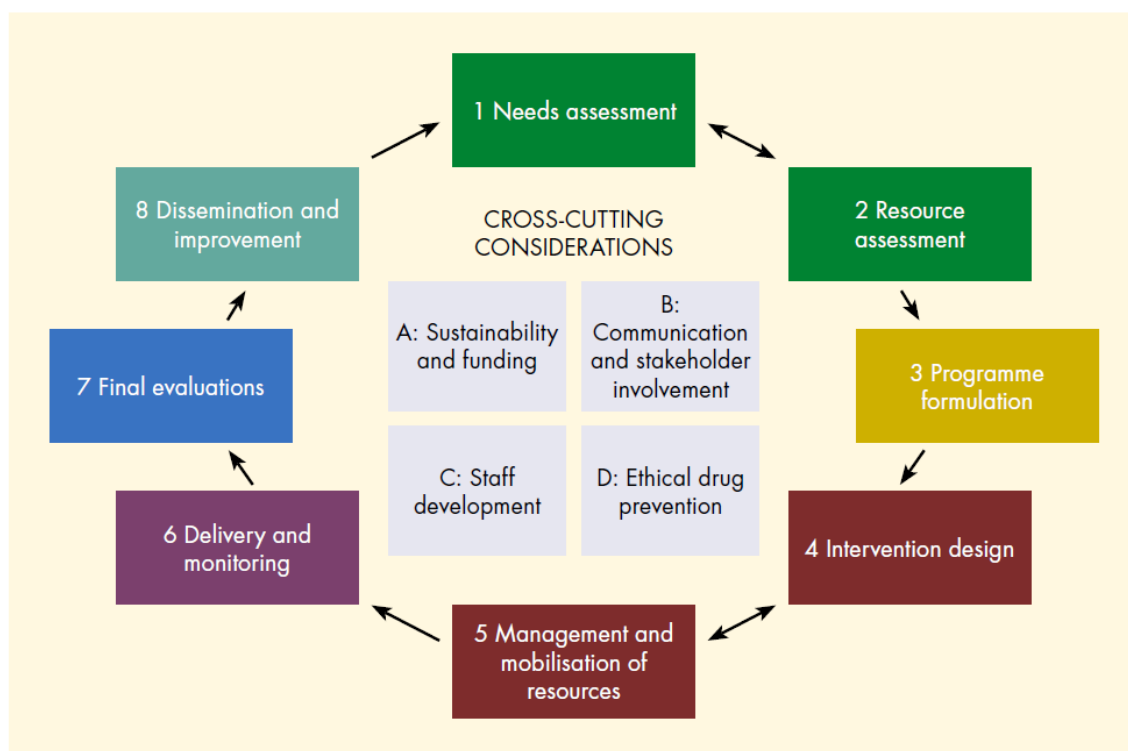 1 Needs assessment
2 Resource
assessment
3 Programme
formulation
4 Intervention design
5 Management and
mobilisation of
resources
6 Delivery and
monitoring
7 Final evaluations
8 Dissemination and
improvement
CROSS-CUTTING
CONSIDERATIONS
A: Sustainability
and funding
B:
Communication
and stakeholder
involvement
C: Staff
development
D: Ethical drug
prevention